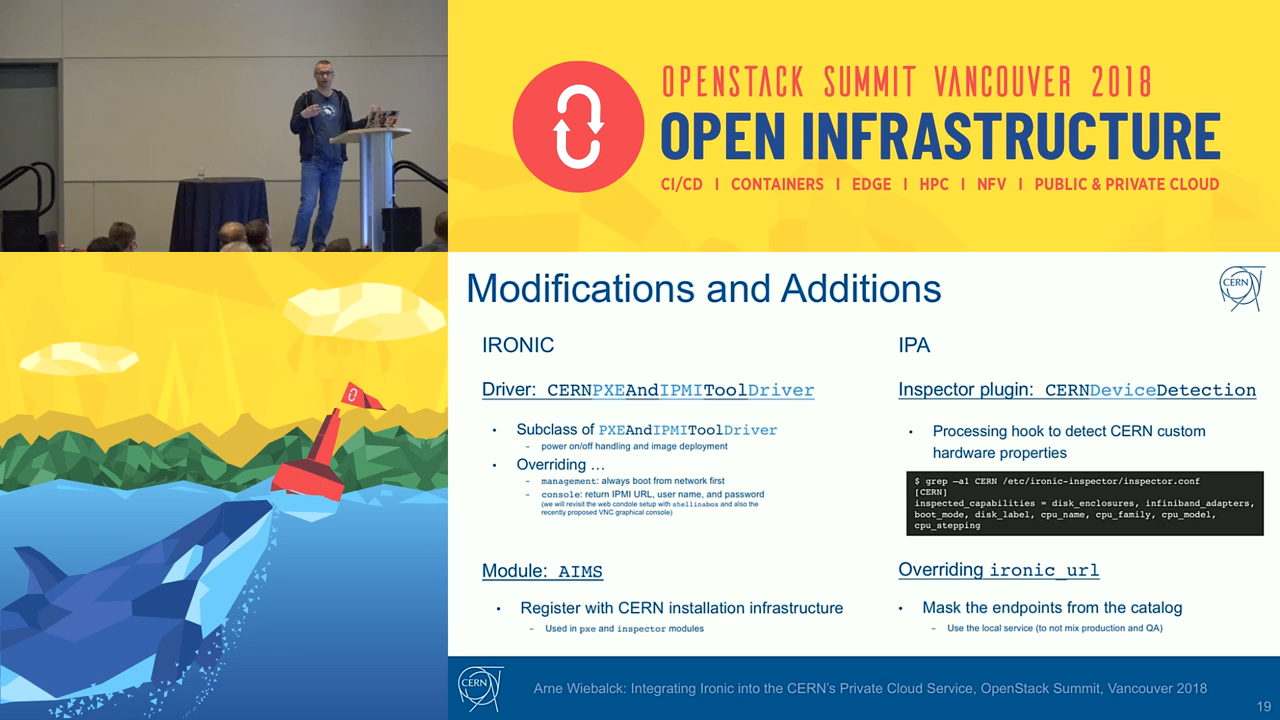 OPENSTACK SUMMIT VANCOUVER 2018
OPEN INFRASTRUCTURE
CI/CD | CONTAINERS | EDGE | HPC | NFV | PUBLIC & PRIVATE CLOUD
Modifications and Additions
CERN
IRONIC
Driver: CERNPXEAndIPMIToolDriver
• Subclass of PXEAndIPMIToolDriver
– power on/off handling and image deployment
• Overriding …
– management: always boot from network first
– console: return IPMI URL, user name, and password
(we will revisit the web condole setup with shellinabox and also the
recently proposed VNC graphical console)
Module: AIMS
• Register with CERN installation infrastructure
– Used in pxe and inspector modules
IPA
Inspector plugin: CERNDeviceDetection
• Processing hook to detect CERN custom
hardware properties
$ grep –a1 CERN /etc/ironic-inspector/inspector.conf
[CERN]
inspected_capabilities = disk_enclosures, infiniband_adapters,
boot_mode, disk_label, cpu_name, cpu_family, cpu_model,
cpu_stepping
Overriding ironic_url
• Mask the endpoints from the catalog
– Use the local service (to not mix production and QA)
CERN
Arne Wiebalck: Integrating Ironic into the CERN's Private Cloud Service, OpenStack Summit, Vancouver 2018
19